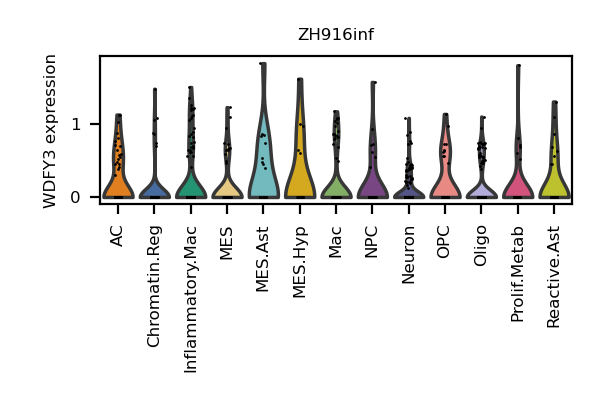 ZH916inf
WDFY3 expression
1
0
AC
Chromatin.Reg
Inflammatory.Mac
MES
MES.Ast
MES.Hyp
Mac
NPC
Neuron
OPC
Oligo
Prolif.Metab
Reactive.Ast